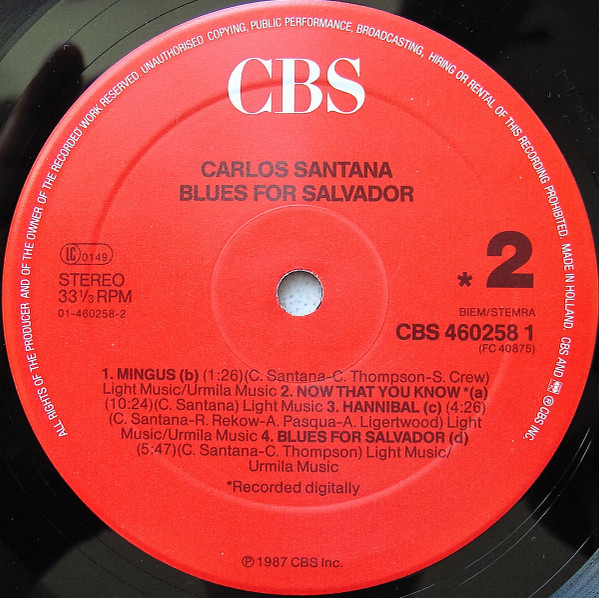 ALL RIGHTS OF THE PRODUCER AND OF THE OWNER OF THE RECORDED WORK RESERVED. UNAUTHORISED COPYING, PUBLIC PERFORMANCE, BROADCASTING, HIRING OR RENTAL OF THIS RECORDING PROHIBITED. MADE IN HOLLAND. CBS AND ℗ CBS INC.
CBS
CARLOS SANTANA
BLUES FOR SALVADOR
LC 0149
STEREO
33 1/3 RPM
01-460258-2
* 2
BIEM/STEMRA
CBS 460258 1
(FC 40875)
1. MINGUS (b) (1:26)(C. Santana-C. Thompson-S. Crew)
Light Music/Urmila Music 2. NOW THAT YOU KNOW *(a)
(10:24)(C. Santana) Light Music 3. HANNIBAL (c) (4:26)
(C. Santana-R. Rekow-A. Pasqua-A. Ligertwood) Light
Music/Urmila Music 4. BLUES FOR SALVADOR (d)
(5:47)(C. Santana-C. Thompson) Light Music/
Urmila Music
*Recorded digitally
℗ 1987 CBS Inc.